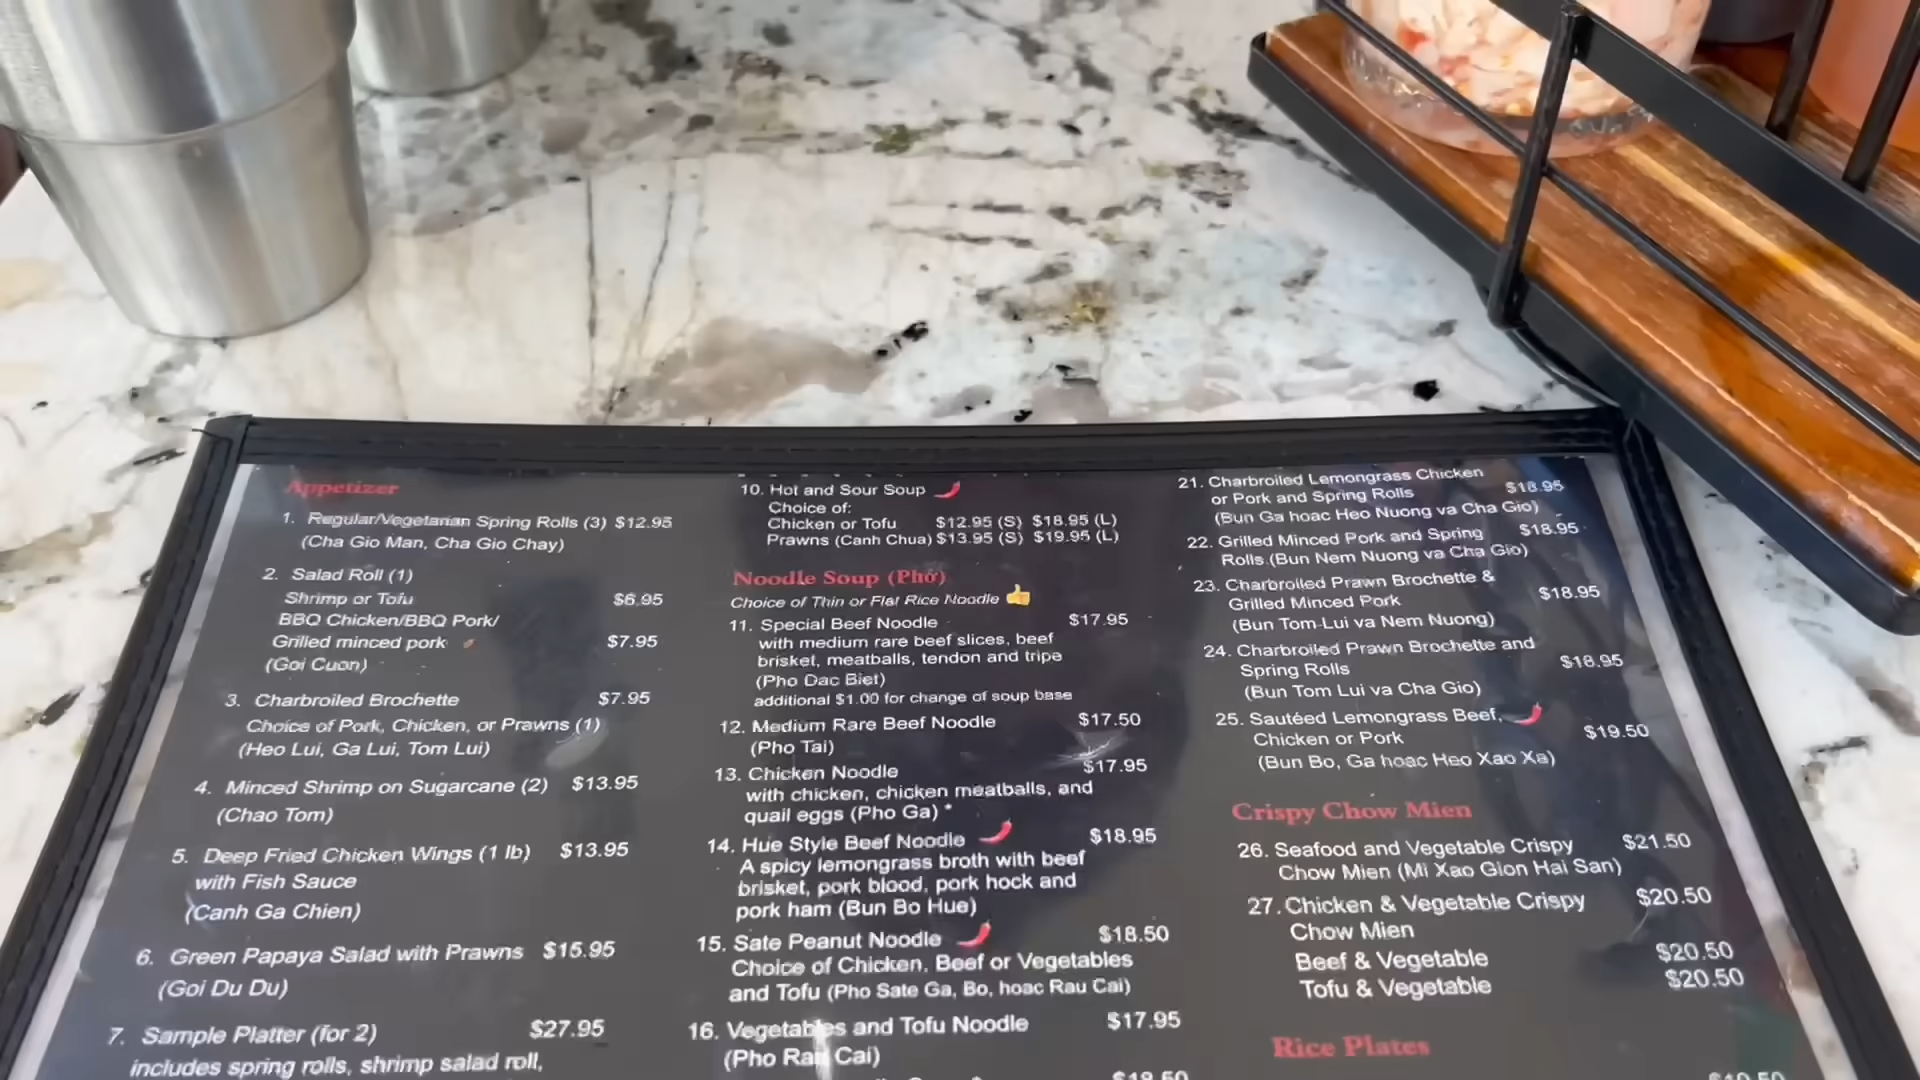 Appetizer
1. Regular/Vegetarian Spring Rolls (3) $12.95
(Cha Gio Man, Cha Gio Chay)
2. Salad Roll (1)
Shrimp or Tofu $6.95
BBQ Chicken/BBQ Pork/
Grilled minced pork $7.95
(Goi Cuon)
3. Charbroiled Brochette $7.95
Choice of Pork, Chicken, or Prawns (1)
(Heo Lui, Ga Lui, Tom Lui)
4. Minced Shrimp on Sugarcane (2) $13.95
(Chao Tom)
5. Deep Fried Chicken Wings (1 lb) $13.95
with Fish Sauce
(Canh Ga Chien)
6. Green Papaya Salad with Prawns $15.95
(Goi Du Du)
7. Sample Platter (for 2) $27.95
includes spring rolls, shrimp salad roll,
10. Hot and Sour Soup
Choice of:
Chicken or Tofu $12.95 (S) $18.95 (L)
Prawns (Canh Chua) $13.95 (S) $19.95 (L)
Noodle Soup (Phở)
Choice of Thin or Flat Rice Noodle 👍
11. Special Beef Noodle $17.95
with medium rare beef slices, beef
brisket, meatballs, tendon and tripe
(Pho Dac Biet)
additional $1.00 for change of soup base
12. Medium Rare Beef Noodle $17.50
(Pho Tai)
13. Chicken Noodle $17.95
with chicken, chicken meatballs, and
quail eggs (Pho Ga) *
14. Hue Style Beef Noodle $18.95
A spicy lemongrass broth with beef
brisket, pork blood, pork hock and
pork ham (Bun Bo Hue)
15. Sate Peanut Noodle $18.50
Choice of Chicken, Beef or Vegetables
and Tofu (Pho Sate Ga, Bo, hoac Rau Cai)
16. Vegetables and Tofu Noodle $17.95
(Pho Rau Cai)
$18.50
21. Charbroiled Lemongrass Chicken
or Pork and Spring Rolls $18.95
(Bun Ga hoac Heo Nuong va Cha Gio)
22. Grilled Minced Pork and Spring $18.95
Rolls (Bun Nem Nuong va Cha Gio)
23. Charbroiled Prawn Brochette &
Grilled Minced Pork $18.95
(Bun Tom Lui va Nem Nuong)
24. Charbroiled Prawn Brochette and
Spring Rolls $18.95
(Bun Tom Lui va Cha Gio)
25. Sautéed Lemongrass Beef,
Chicken or Pork $19.50
(Bun Bo, Ga hoac Heo Xao Xa)
Crispy Chow Mien
26. Seafood and Vegetable Crispy $21.50
Chow Mien (Mi Xao Gion Hai San)
27. Chicken & Vegetable Crispy $20.50
Chow Mien
Beef & Vegetable $20.50
Tofu & Vegetable $20.50
Rice Plates